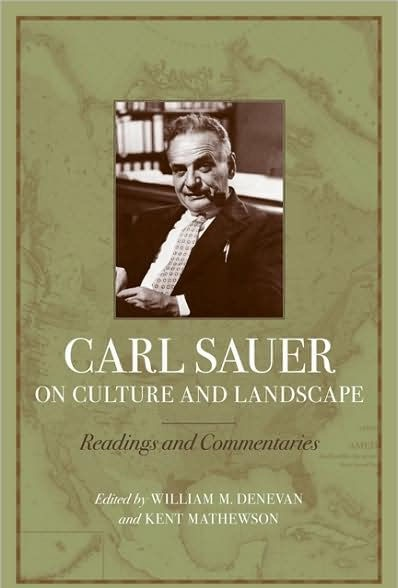 CARL SAUER
ON CULTURE AND LANDSCAPE
Readings and Commentaries
Edited by WILLIAM M. DENEVAN
and KENT MATHEWSON